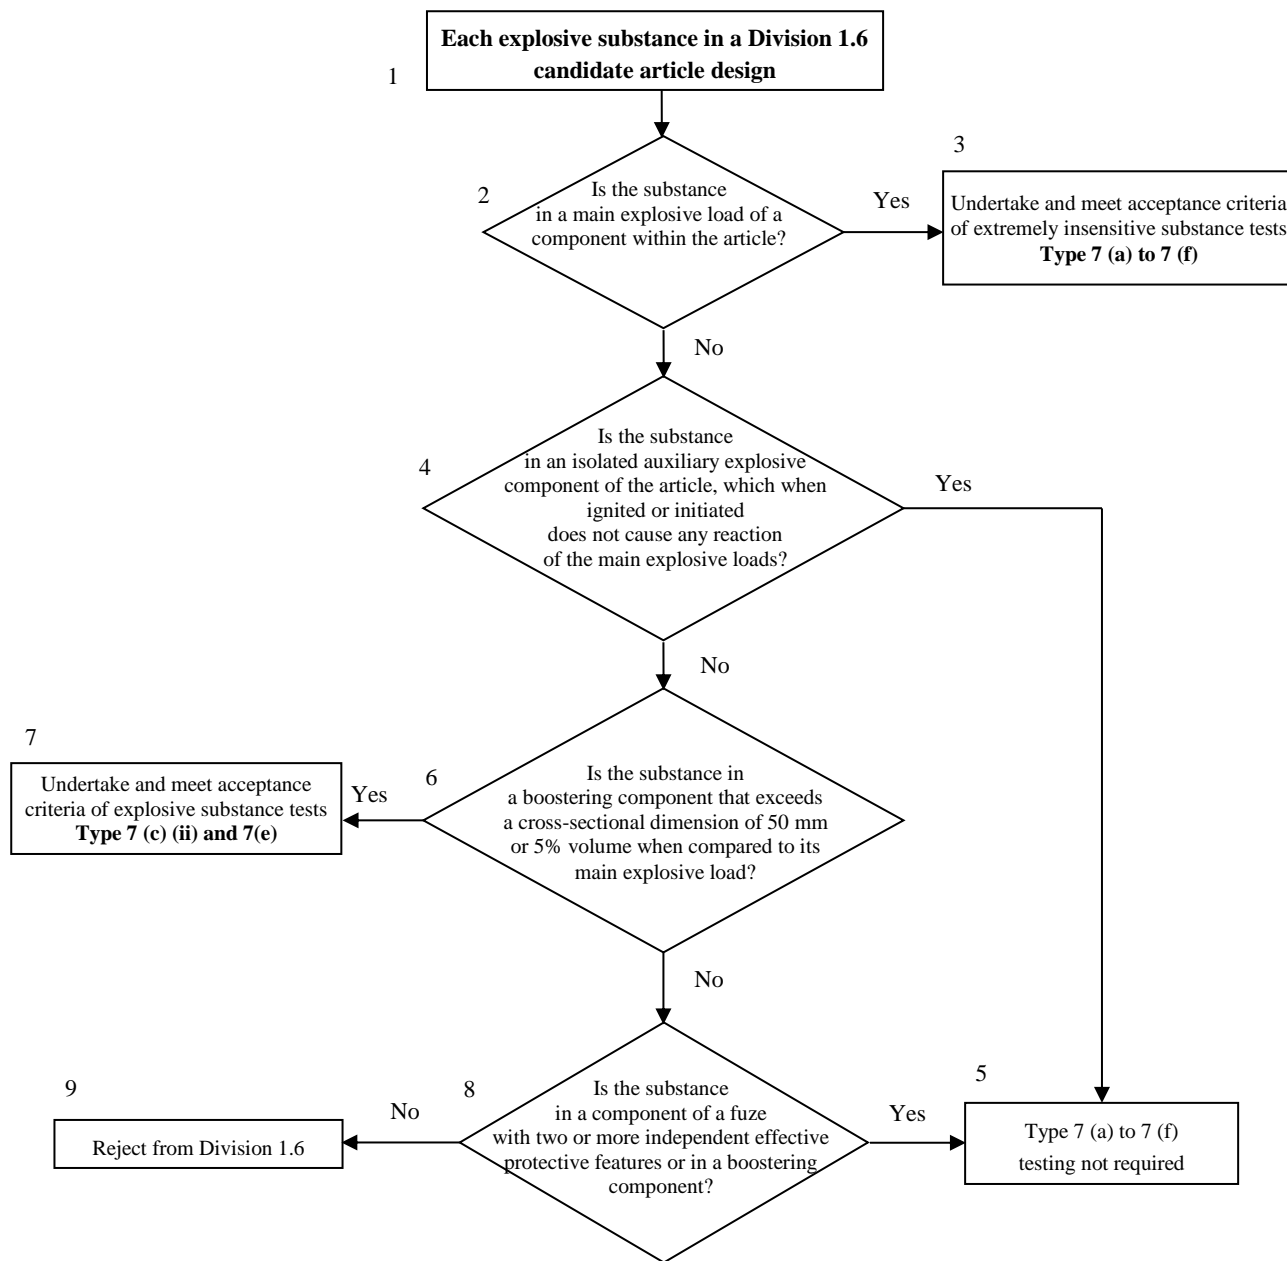 Each explosive substance in a Division 1.6
candidate article design
1
2
Is the substance
in a main explosive load of a
component within the article?
Yes
3
Undertake and meet acceptance criteria
of extremely insensitive substance tests
Type 7 (a) to 7 (f)
No
4
Is the substance
in an isolated auxiliary explosive
component of the article, which when
ignited or initiated
does not cause any reaction
of the main explosive loads?
Yes
No
7
Undertake and meet acceptance
criteria of explosive substance tests
Type 7 (c) (ii) and 7(e)
Yes
6
Is the substance in
a boostering component that exceeds
a cross-sectional dimension of 50 mm
or 5% volume when compared to its
main explosive load?
No
9
Reject from Division 1.6
No
8
Is the substance
in a component of a fuze
with two or more independent effective
protective features or in a boostering
component?
Yes
5
Type 7 (a) to 7 (f)
testing not required